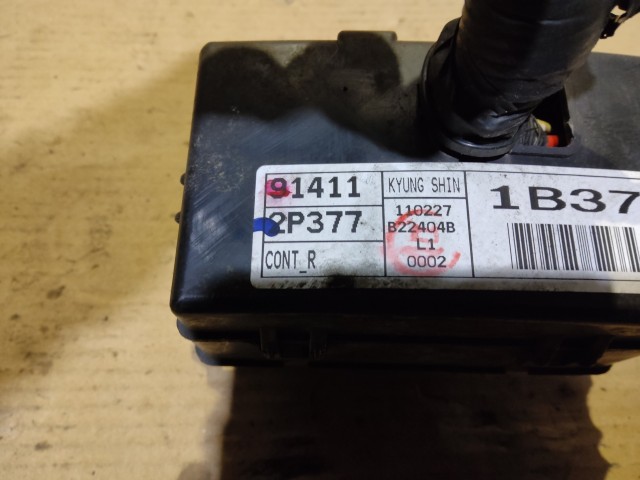 91411
2P377
CONT_R
KYUNG SHIN
110227
B22404B
L1
0002
1B37